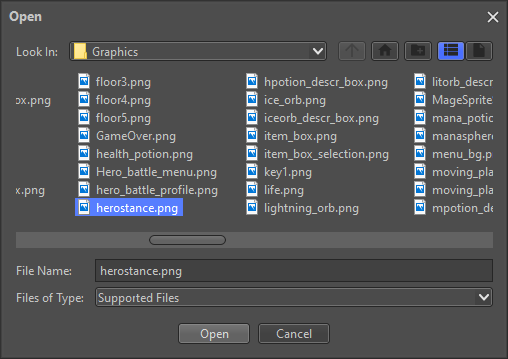 Open
Look In: Graphics
ox.png
ox.png
floor3.png
floor4.png
floor5.png
GameOver.png
health_potion.png
Hero_battle_menu.png
hero_battle_profile.png
herostance.png
hpotion_descr_box.png
ice_orb.png
iceorb_descr_box.png
item_box.png
item_box_selection.png
key1.png
life.png
lightning_orb.png
litorb_descr
MageSprite
mana_potio
manasphere
menu_bg.p
moving_pla
moving_pla
mpotion_de
File Name: herostance.png
Files of Type: Supported Files
Open Cancel